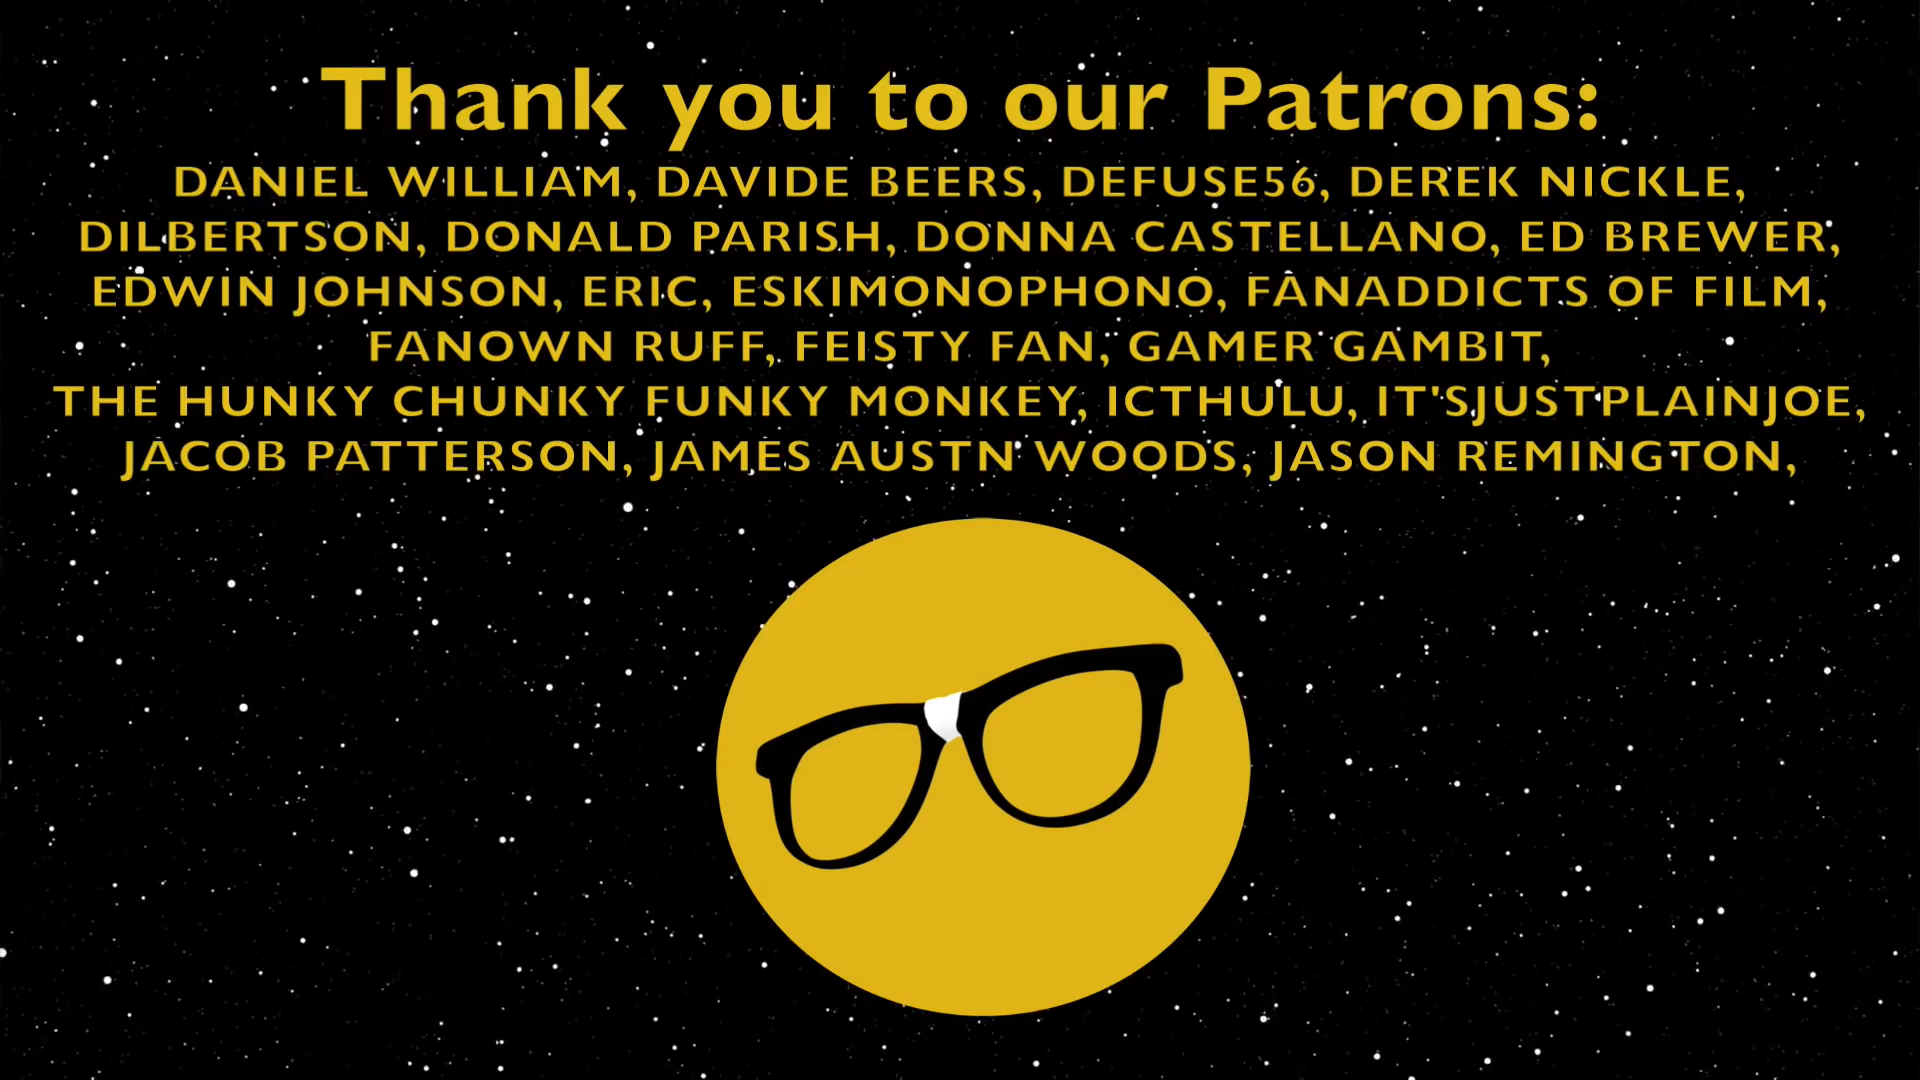 Thank you to our Patrons:
DANIEL WILLIAM, DAVIDE BEERS, DEFUSE56, DEREK NICKLE,
DILBERTSON, DONALD PARISH, DONNA CASTELLANO, ED BREWER,
EDWIN JOHNSON, ERIC, ESKIMONOPHONO, FANADDICTS OF FILM,
FANOWN RUFF, FEISTY FAN, GAMER GAMBIT,
THE HUNKY CHUNKY FUNKY MONKEY, ICTHULU, IT'SJUSTPLAINJOE,
JACOB PATTERSON, JAMES AUSTN WOODS, JASON REMINGTON,